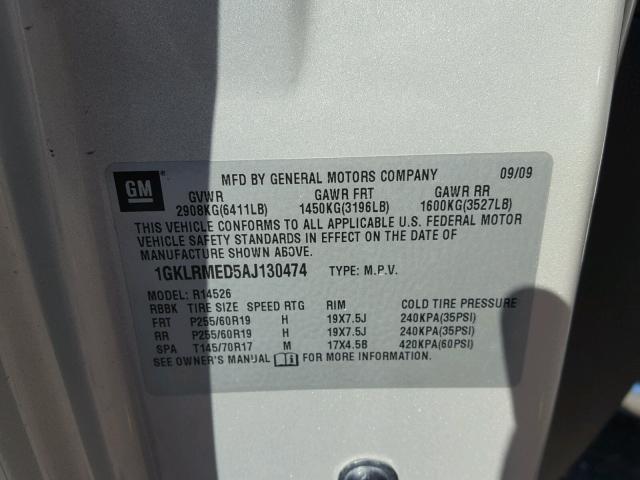 GM ® MFD BY GENERAL MOTORS COMPANY 09/09
GVWR GAWR FRT GAWR RR
2908KG(6411LB) 1450KG(3196LB) 1600KG(3527LB)
THIS VEHICLE CONFORMS TO ALL APPLICABLE U.S. FEDERAL MOTOR
VEHICLE SAFETY STANDARDS IN EFFECT ON THE DATE OF
MANUFACTURE SHOWN ABOVE.
1GKLRMED5AJ130474 TYPE: M.P.V.
MODEL: R14526
RBBK TIRE SIZE SPEED RTG RIM COLD TIRE PRESSURE
FRT P255/60R19 H 19X7.5J 240KPA(35PSI)
RR P255/60R19 H 19X7.5J 240KPA(35PSI)
SPA T145/70R17 M 17X4.5B 420KPA(60PSI)
SEE OWNER'S MANUAL FOR MORE INFORMATION.